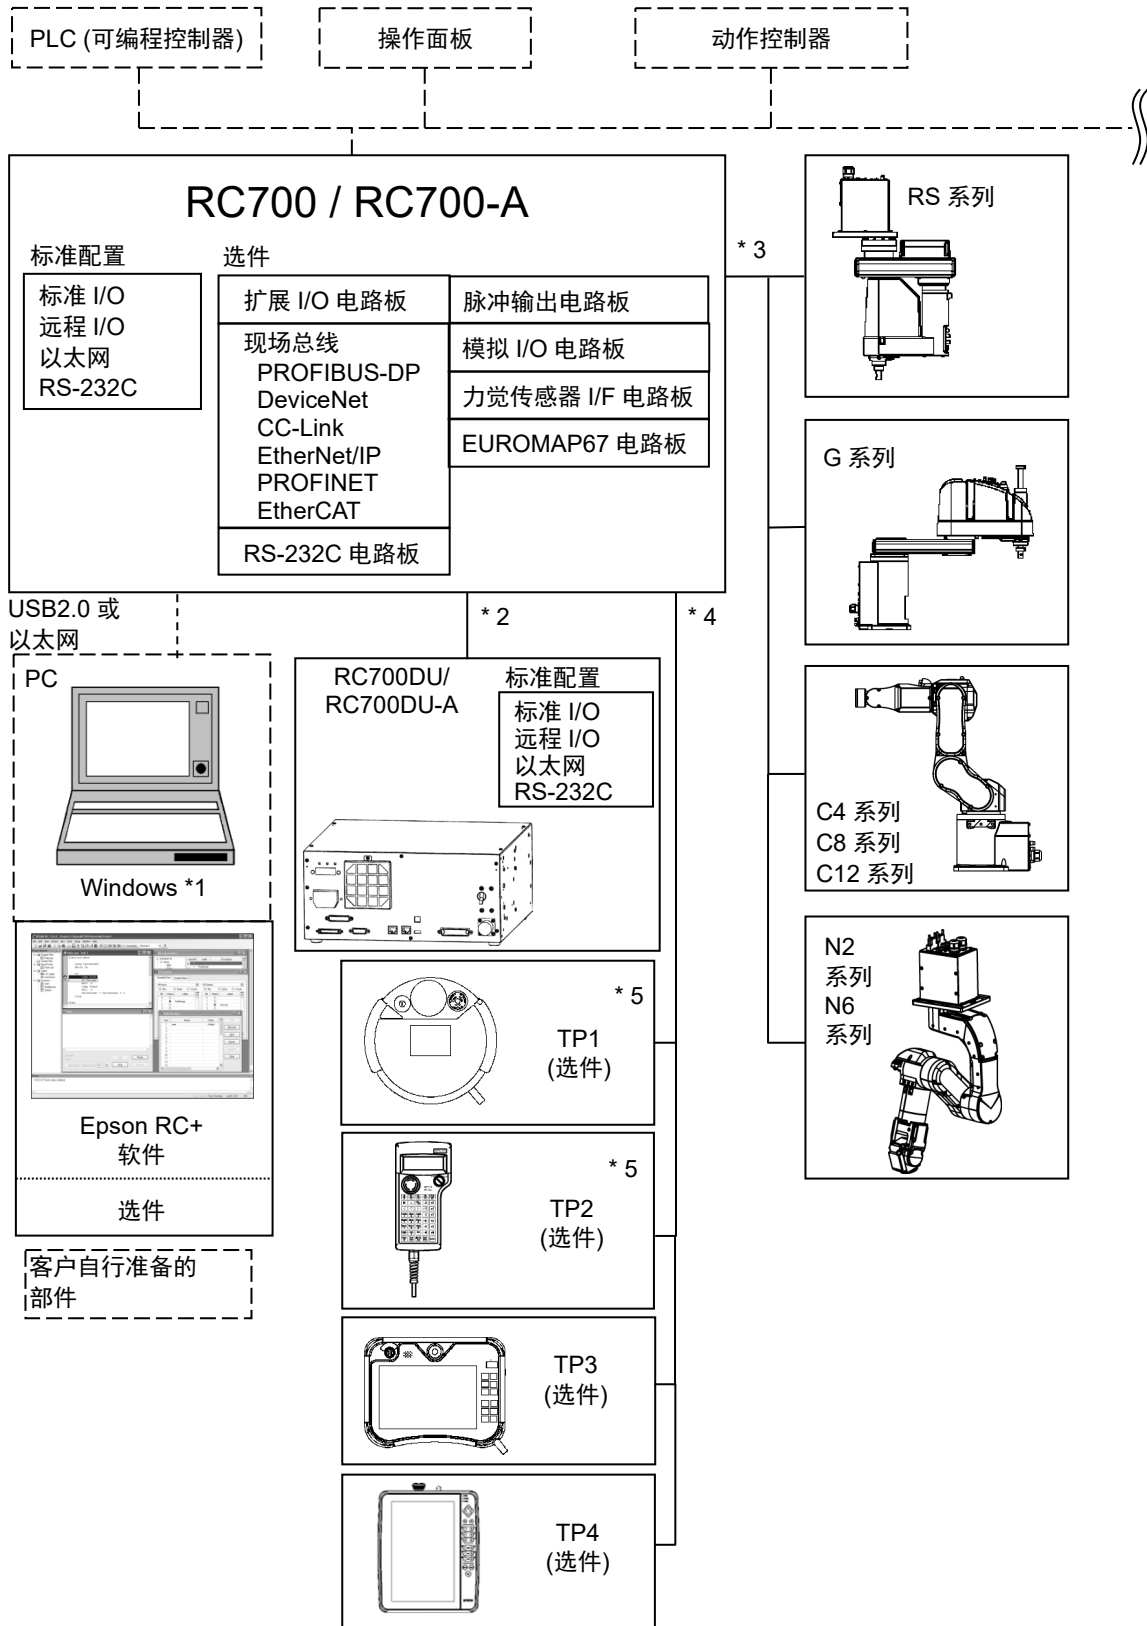 PLC (可编程控制器)
操作面板
动作控制器
RC700 / RC700-A
标准配置
标准 I/O
远程 I/O
以太网
RS-232C
选件
扩展 I/O 电路板
现场总线
PROFIBUS-DP
DeviceNet
CC-Link
EtherNet/IP
PROFINET
EtherCAT
RS-232C 电路板
脉冲输出电路板
模拟 I/O 电路板
力觉传感器 I/F 电路板
EUROMAP67 电路板
* 3
RS 系列
G 系列
C4 系列
C8 系列
C12 系列
N2
系列
N6
系列
USB2.0 或
以太网
* 2
* 4
PC
Windows *1
RC700DU/
RC700DU-A
标准配置
标准 I/O
远程 I/O
以太网
RS-232C
Epson RC+
软件
选件
客户自行准备的
部件
* 5
TP1
(选件)
* 5
TP2
(选件)
TP3
(选件)
TP4
(选件)